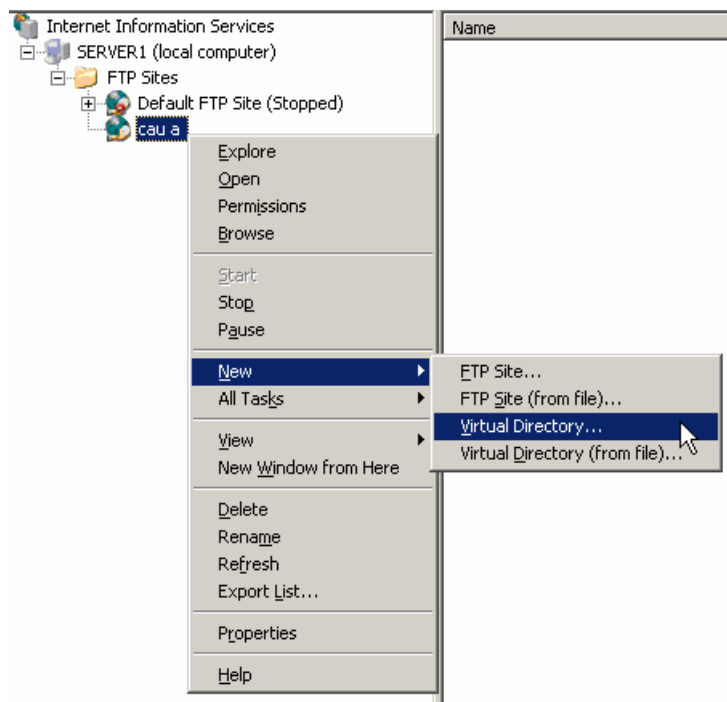 Internet Information Services
Name
SERVER1 (local computer)
FTP Sites
Default FTP Site (Stopped)
cau a
Explore
Open
Permissions
Browse
Start
Stop
Pause
New
FTP Site...
All Tasks
FTP Site (from file)...
Virtual Directory...
View
Virtual Directory (from file)...
New Window from Here
Delete
Rename
Refresh
Export List...
Properties
Help